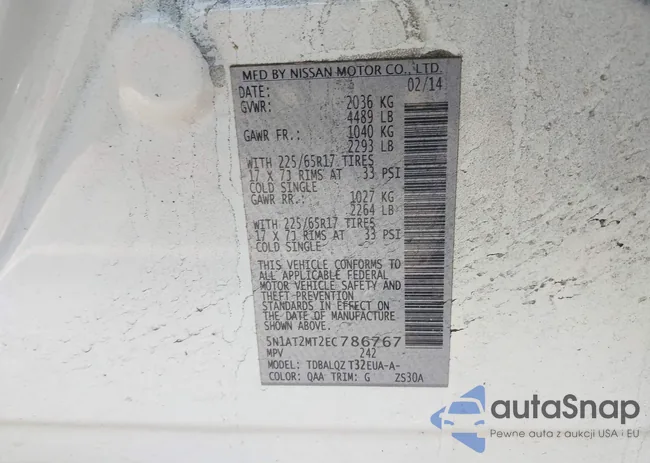 MFD BY NISSAN MOTOR CO., LTD.
DATE: 02/14
GVWR: 2036 KG
4489 LB
GAWR FR.: 1040 KG
2293 LB
WITH 225/65R17 TIRES
17 X 7J RIMS AT 33 PSI
COLD SINGLE
GAWR RR.: 1027 KG
2264 LB
WITH 225/65R17 TIRES
17 X 7J RIMS AT 33 PSI
COLD SINGLE
THIS VEHICLE CONFORMS TO
ALL APPLICABLE FEDERAL
MOTOR VEHICLE SAFETY AND
THEFT PREVENTION
STANDARDS IN EFFECT ON
THE DATE OF MANUFACTURE
SHOWN ABOVE.
5N1AT2MT2EC786767
MPV 242
MODEL: TDBALQZ T32EUA-A-
COLOR: QAA TRIM: G ZS30A
autaSnap
Pewne auta z aukcji USA i EU